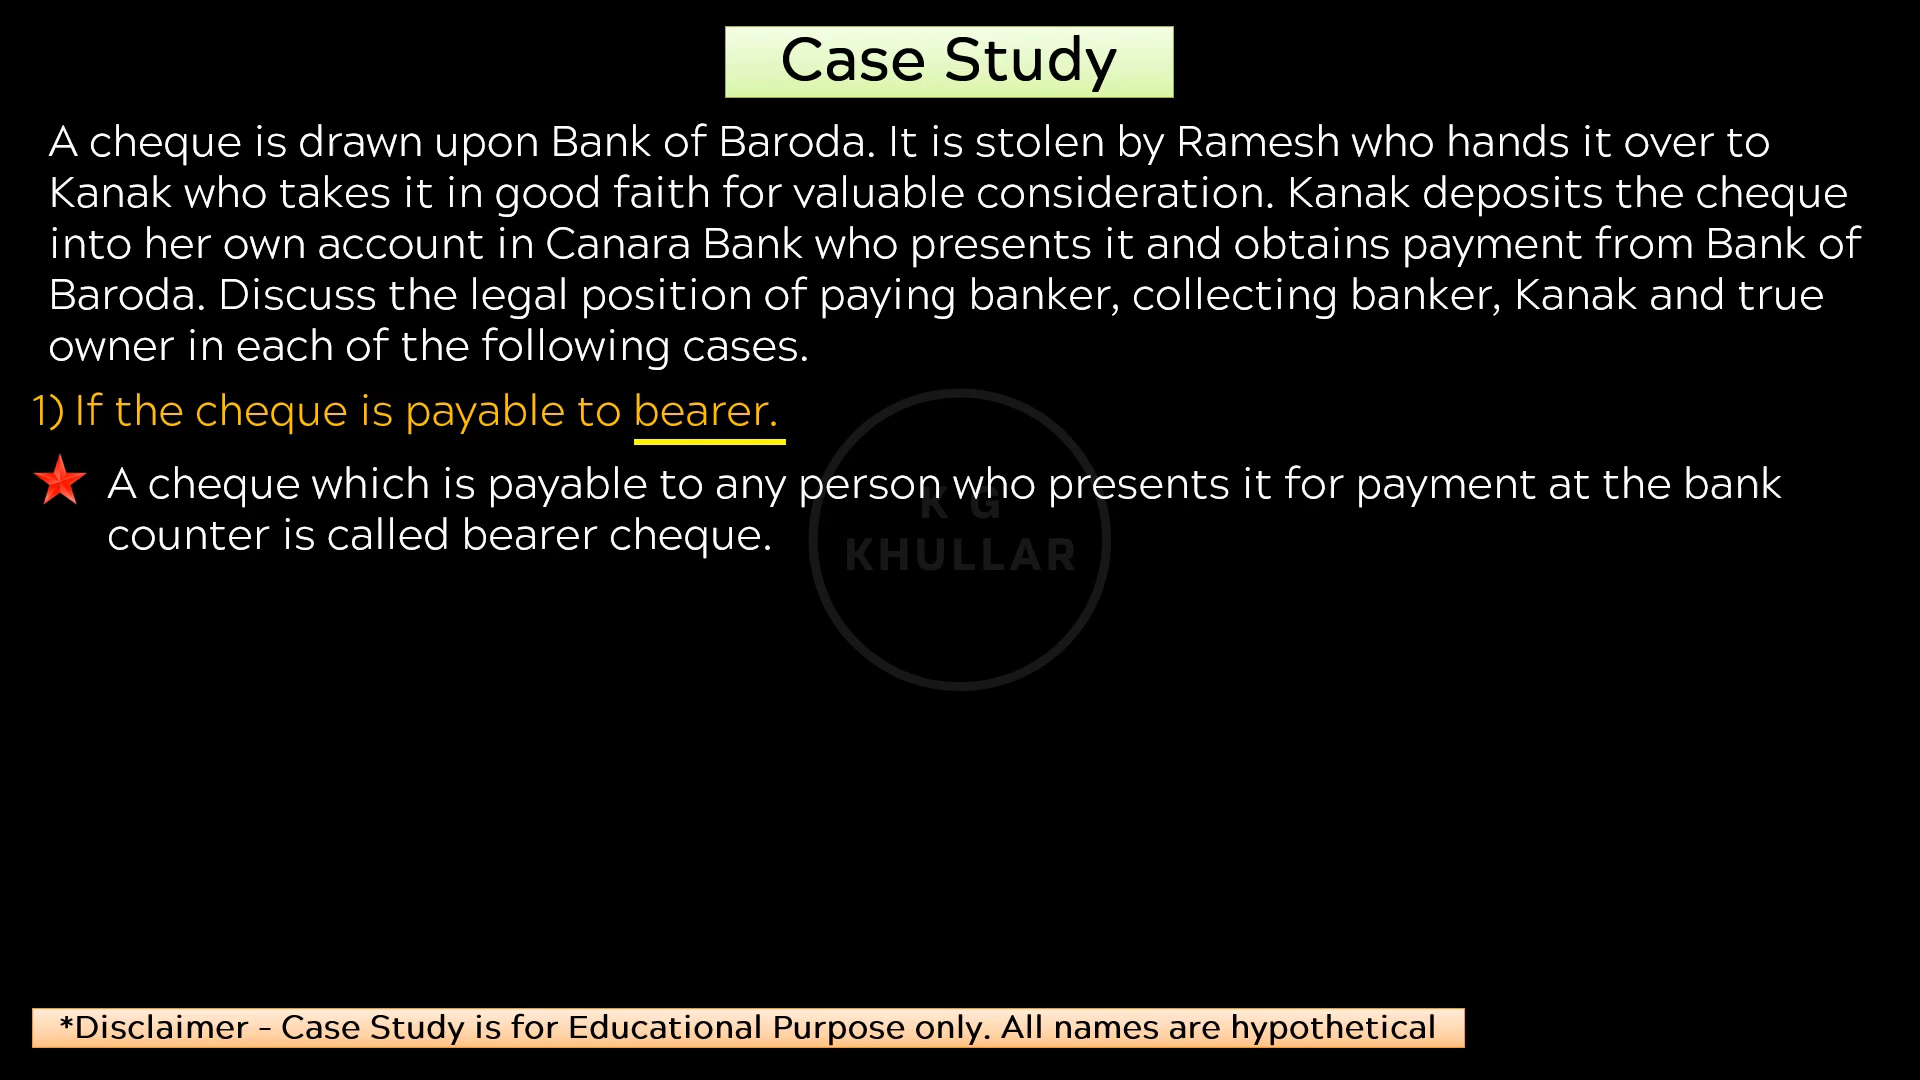 Case Study
A cheque is drawn upon Bank of Baroda. It is stolen by Ramesh who hands it over to
Kanak who takes it in good faith for valuable consideration. Kanak deposits the cheque
into her own account in Canara Bank who presents it and obtains payment from Bank of
Baroda. Discuss the legal position of paying banker, collecting banker, Kanak and true
owner in each of the following cases.
1) If the cheque is payable to bearer.
A cheque which is payable to any person who presents it for payment at the bank
counter is called bearer cheque.
K G
KHULLAR
*Disclaimer - Case Study is for Educational Purpose only. All names are hypothetical